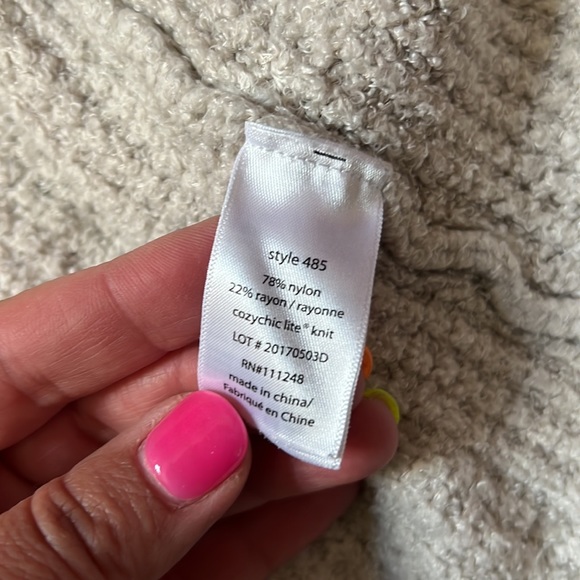 style 485
78% nylon
22% rayon / rayonne
cozychic lite® knit
LOT # 20170503D
RN#111248
made in china/
Fabriqué en Chine